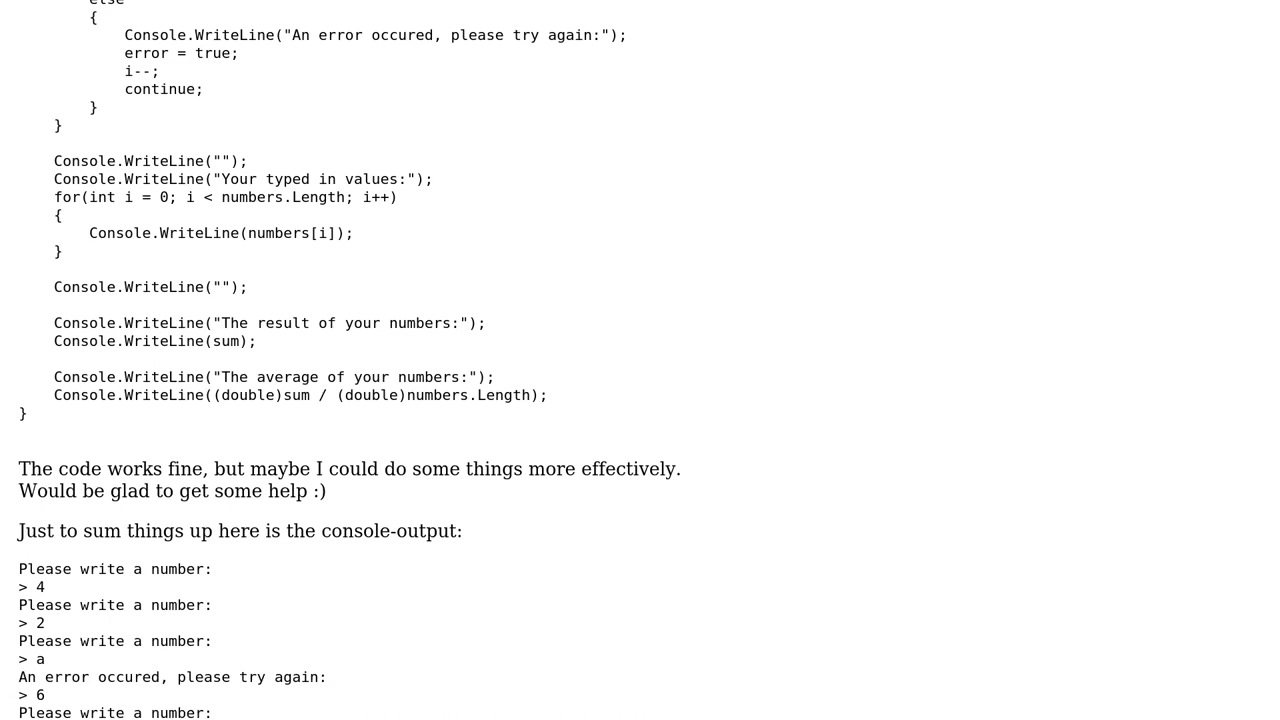 else
        {
            Console.WriteLine("An error occured, please try again:");
            error = true;
            i--;
            continue;
        }
    }

    Console.WriteLine("");
    Console.WriteLine("Your typed in values:");
    for(int i = 0; i < numbers.Length; i++)
    {
        Console.WriteLine(numbers[i]);
    }

    Console.WriteLine("");

    Console.WriteLine("The result of your numbers:");
    Console.WriteLine(sum);

    Console.WriteLine("The average of your numbers:");
    Console.WriteLine((double)sum / (double)numbers.Length);
}

The code works fine, but maybe I could do some things more effectively.
Would be glad to get some help :)

Just to sum things up here is the console-output:

Please write a number:
> 4
Please write a number:
> 2
Please write a number:
> a
An error occured, please try again:
> 6
Please write a number: